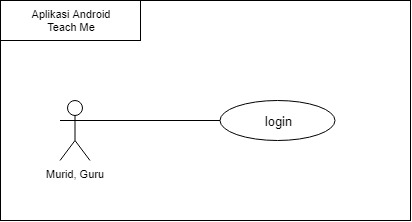 Aplikasi Android
Teach Me
login
Murid, Guru